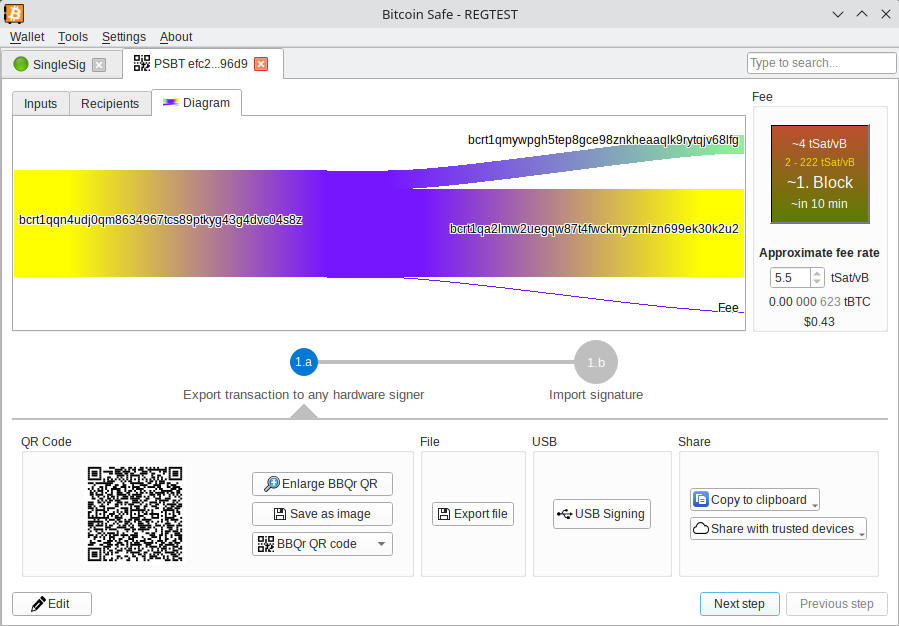 Bitcoin Safe - REGTEST
Wallet Tools Settings About
SingleSig PSBT efc2...96d9 Type to search...
Inputs Recipients Diagram
Fee
bcrt1qmywpgh5tep8gce98znkheaaqlk9rytqjv68lfg
bcrt1qqn4udj0qm8634967tcs89ptkyg43g4dvc04s8z
bcrt1qa2lmw2uegqw87t4fwckmyrzmlzn699ek30k2u2
Fee
~4 tSat/vB
2 - 222 tSat/vB
~1. Block
~in 10 min
Approximate fee rate
5.5 tSat/vB
0.00 000 623 tBTC
$0.43
1.a 1.b
Export transaction to any hardware signer Import signature
QR Code File USB Share
Enlarge BBQr QR
Save as image
BBQr QR code
Export file
USB Signing
Copy to clipboard
Share with trusted devices
Edit Next step Previous step